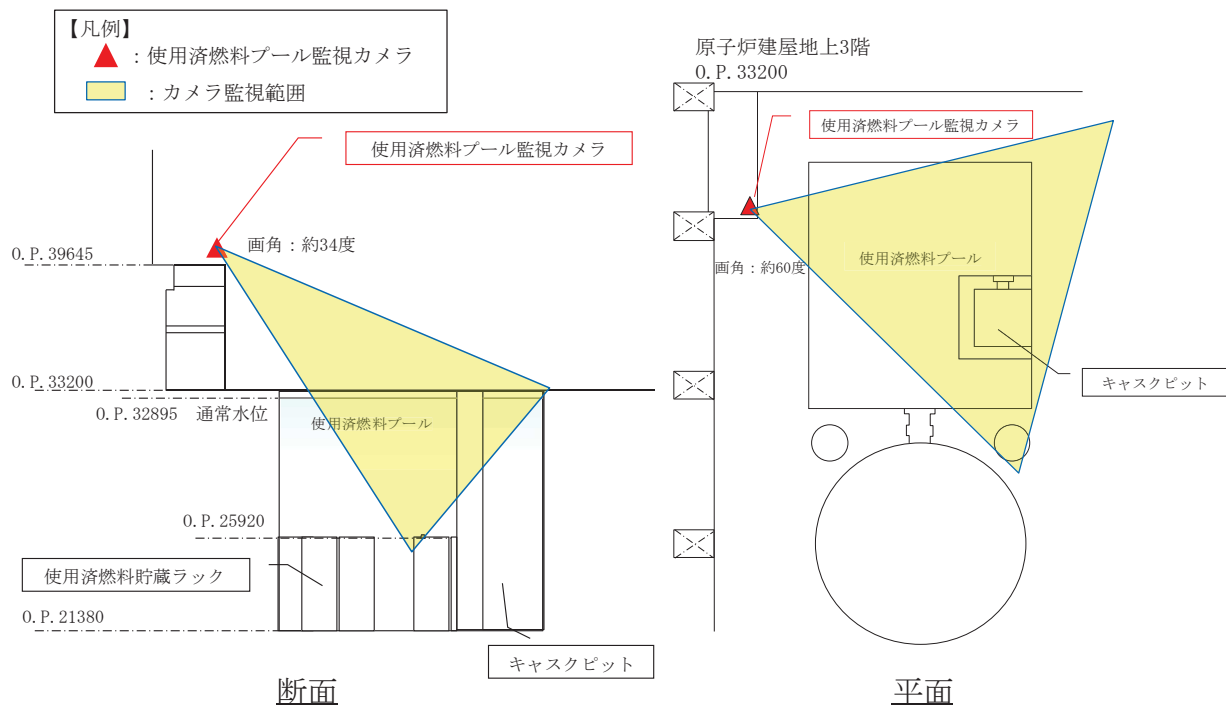 【凡例】
：使用済燃料プール監視カメラ
：カメラ監視範囲
使用済燃料プール監視カメラ
画角：約34度
O.P.39645
O.P.33200
O.P.32895 通常水位
使用済燃料プール
O.P.25920
使用済燃料貯蔵ラック
O.P.21380
キャスクピット
断面
原子炉建屋地上3階
O.P.33200
使用済燃料プール監視カメラ
使用済燃料プール
画角：約60度
キャスクピット
平面